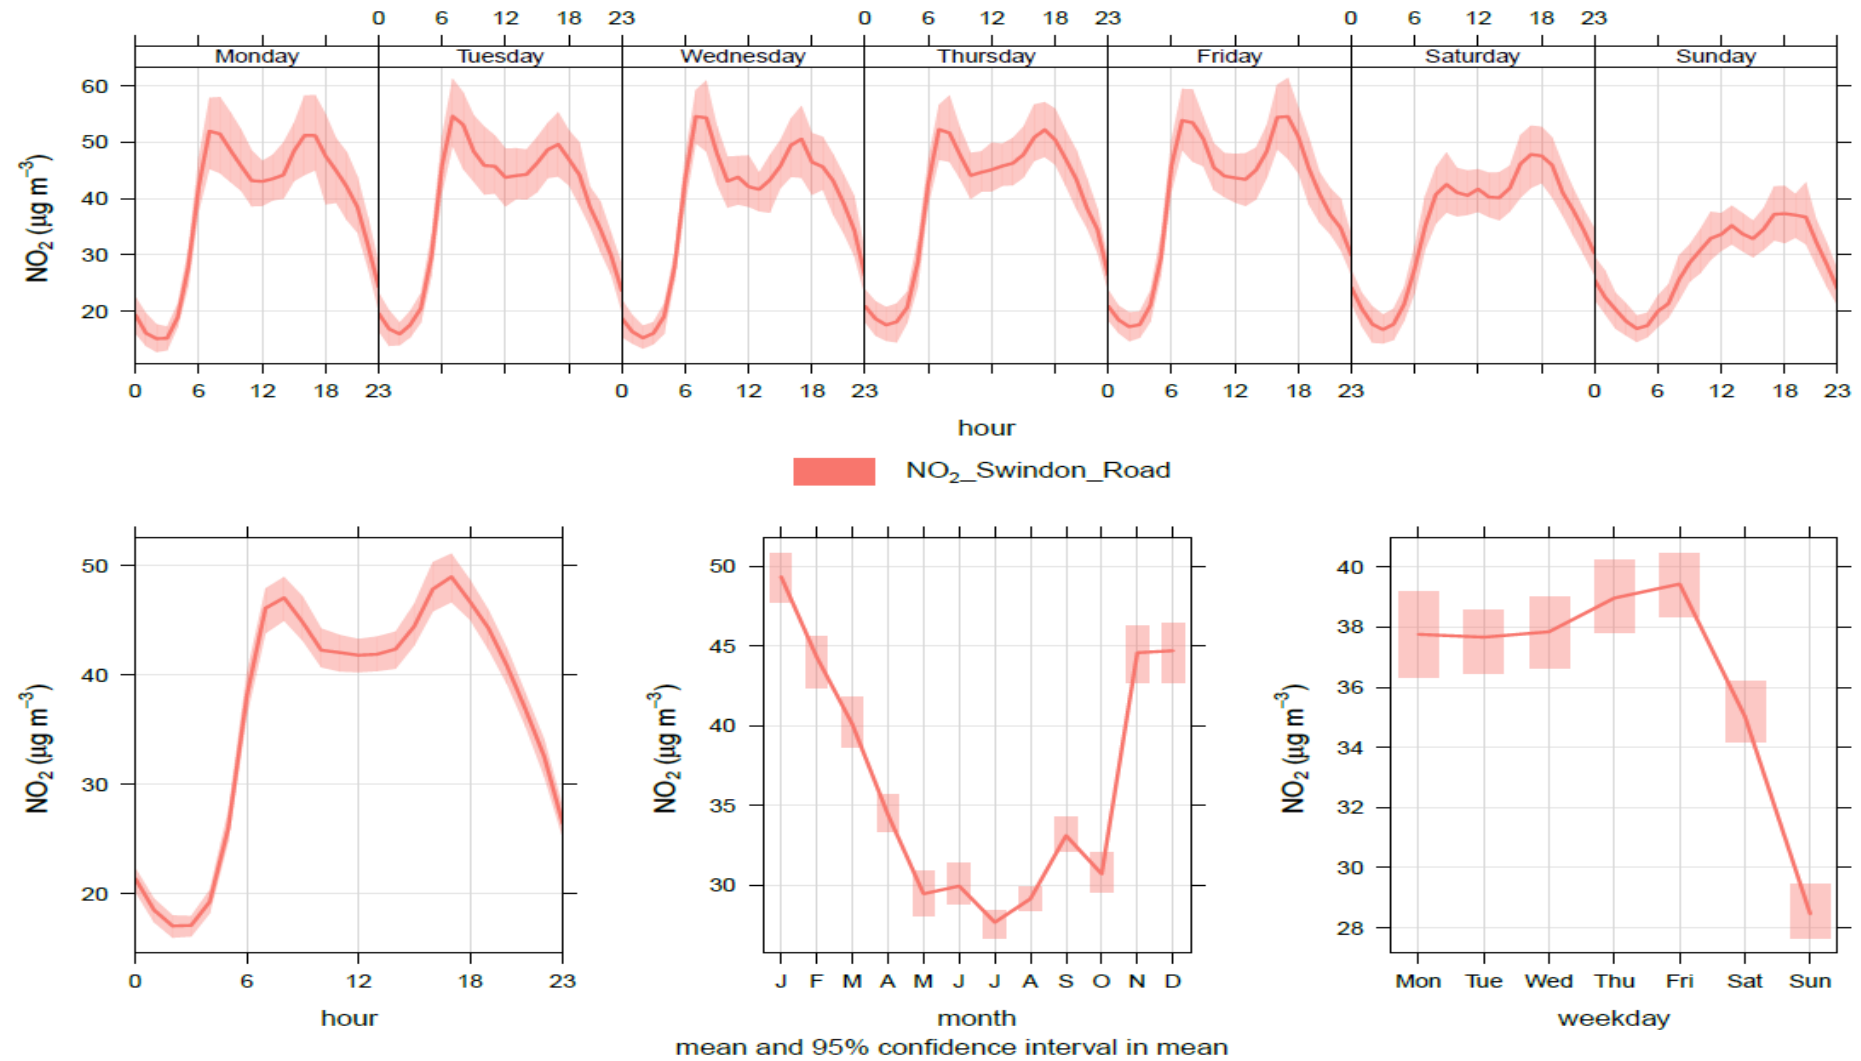 0 6 12 18 23 0 6 12 18 23 0 6 12 18 23
Monday Tuesday Wednesday Thursday Friday Saturday Sunday
60
50
40
30
20
NO₂ (µg m⁻³)
0 6 12 18 23 0 6 12 18 23 0 6 12 18 23 0 6 12 18 23
hour
NO₂_Swindon_Road
50
40
30
20
NO₂ (µg m⁻³)
0 6 12 18 23
hour
50
45
40
35
30
NO₂ (µg m⁻³)
J F M A M J J A S O N D
month
40
38
36
34
32
30
28
NO₂ (µg m⁻³)
Mon Tue Wed Thu Fri Sat Sun
weekday
mean and 95% confidence interval in mean